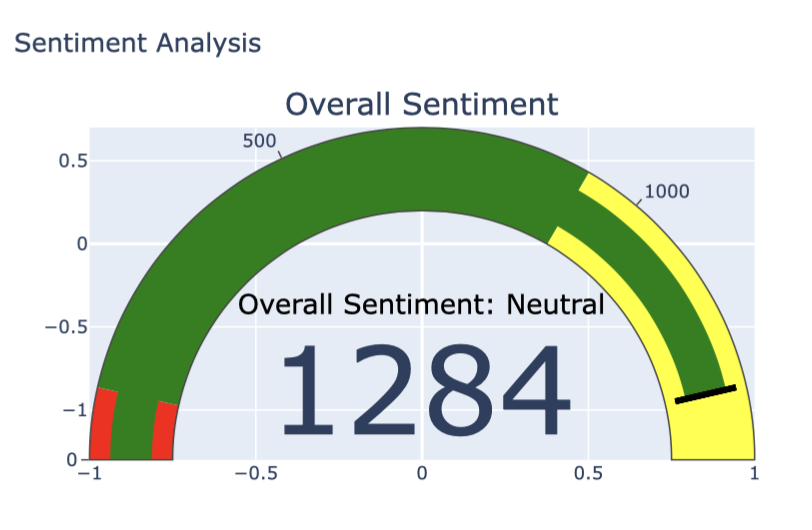 Sentiment Analysis
Overall Sentiment
500
0.5
1000
0
Overall Sentiment: Neutral
−0.5
1284
−1
0
−1 −0.5 0 0.5 1